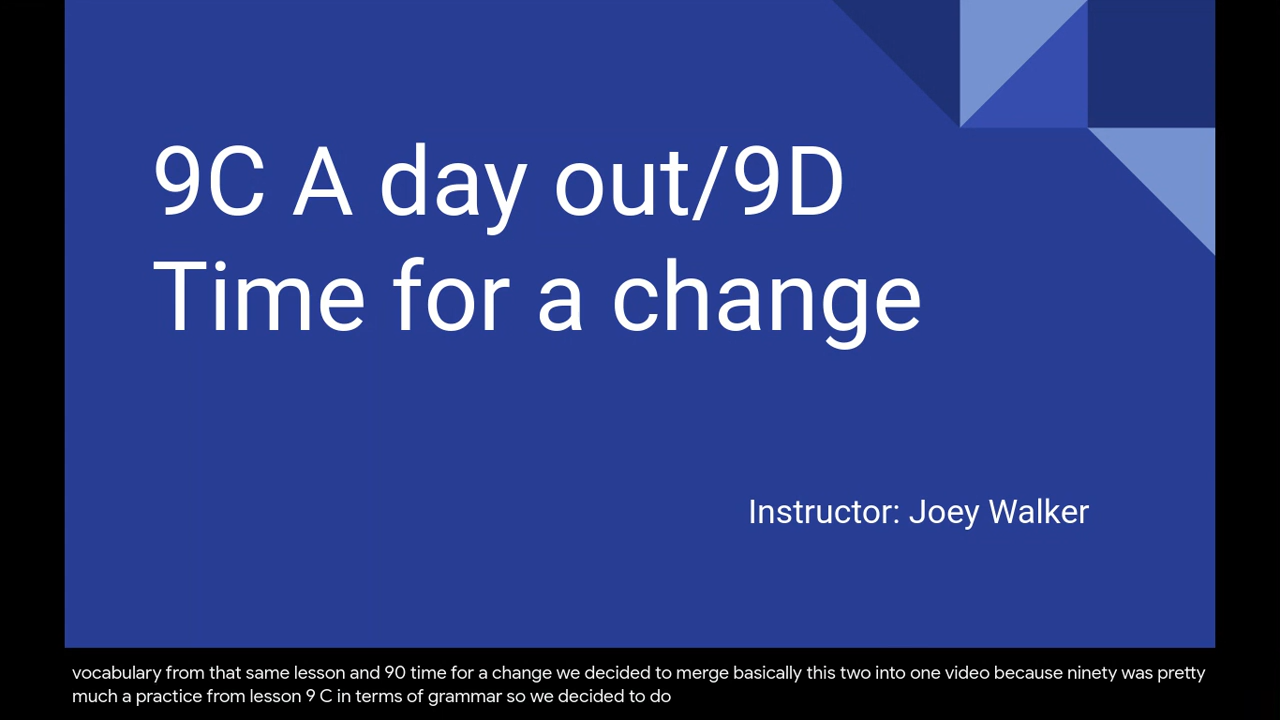 9C A day out/9D
Time for a change
Instructor: Joey Walker
vocabulary from that same lesson and 90 time for a change we decided to merge basically this two into one video because ninety was pretty
much a practice from lesson 9 C in terms of grammar so we decided to do